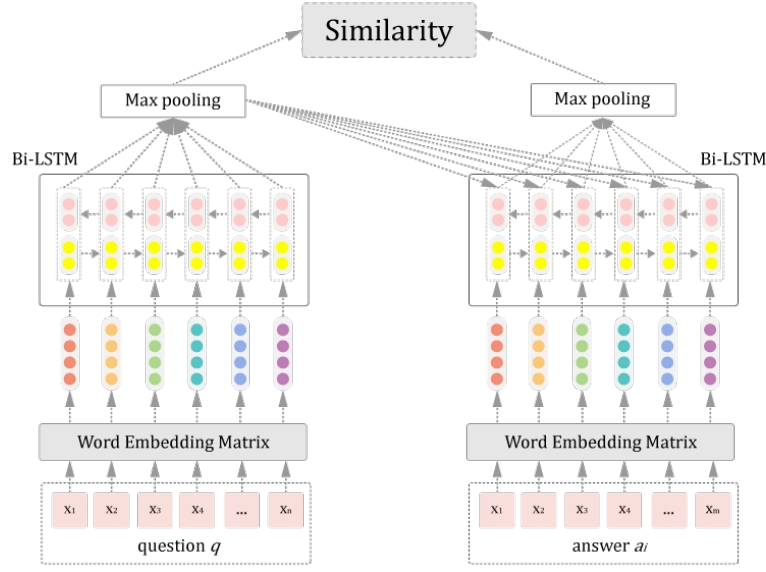 Similarity
Max pooling
Max pooling
Bi-LSTM
Bi-LSTM
Word Embedding Matrix
Word Embedding Matrix
x1 x2 x3 x4 ... xn
x1 x2 x3 x4 ... xm
question q
answer ai